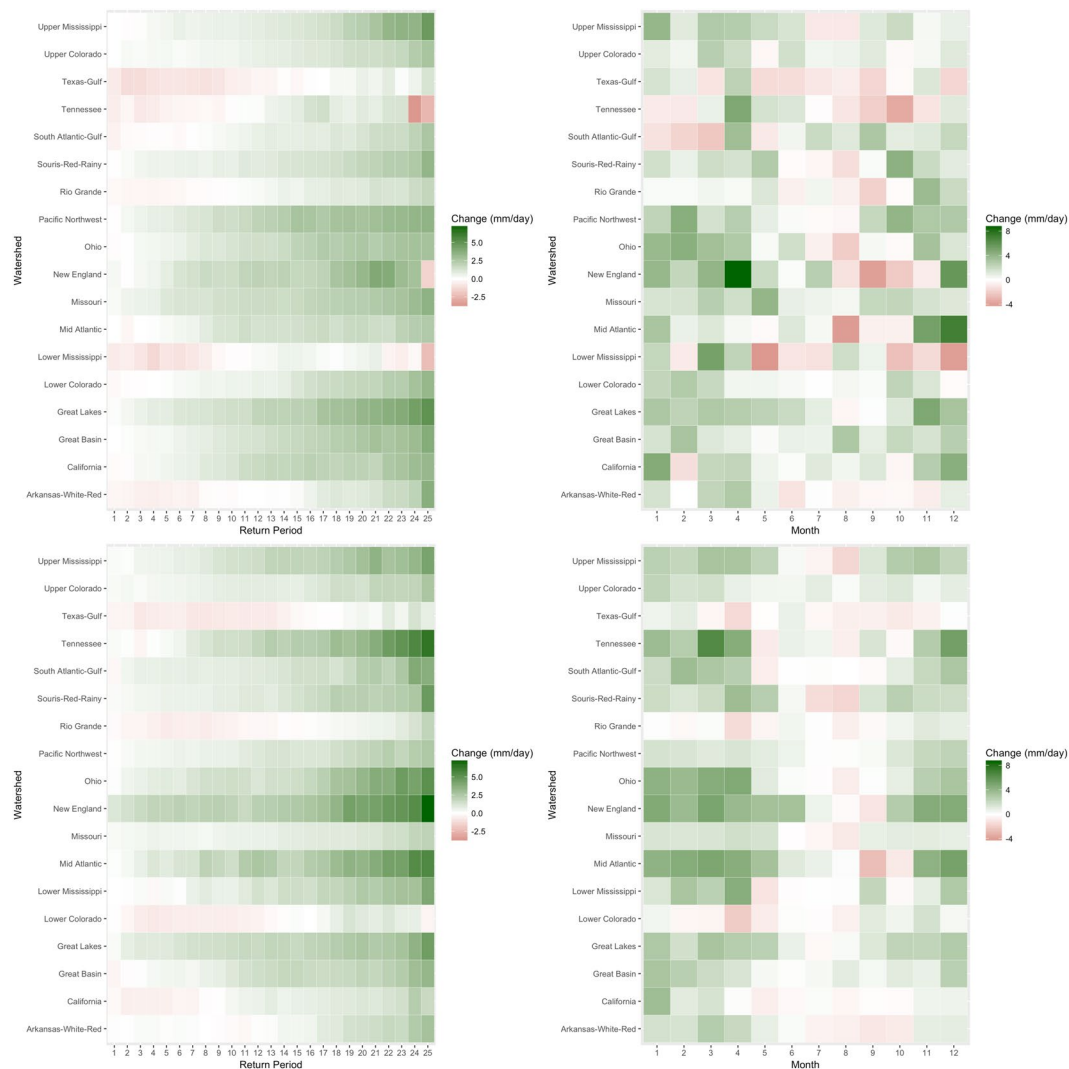 Upper Mississippi
Upper Colorado
Texas-Gulf
Tennessee
South Atlantic-Gulf
Souris-Red-Rainy
Rio Grande
Pacific Northwest
Ohio
New England
Missouri
Mid Atlantic
Lower Mississippi
Lower Colorado
Great Lakes
Great Basin
California
Arkansas-White-Red
Watershed
1 2 3 4 5 6 7 8 9 10 11 12 13 14 15 16 17 18 19 20 21 22 23 24 25
Return Period
Change (mm/day)
5.0
2.5
0.0
-2.5
Upper Mississippi
Upper Colorado
Texas-Gulf
Tennessee
South Atlantic-Gulf
Souris-Red-Rainy
Rio Grande
Pacific Northwest
Ohio
New England
Missouri
Mid Atlantic
Lower Mississippi
Lower Colorado
Great Lakes
Great Basin
California
Arkansas-White-Red
Watershed
1 2 3 4 5 6 7 8 9 10 11 12
Month
Change (mm/day)
8
4
0
-4
Upper Mississippi
Upper Colorado
Texas-Gulf
Tennessee
South Atlantic-Gulf
Souris-Red-Rainy
Rio Grande
Pacific Northwest
Ohio
New England
Missouri
Mid Atlantic
Lower Mississippi
Lower Colorado
Great Lakes
Great Basin
California
Arkansas-White-Red
Watershed
1 2 3 4 5 6 7 8 9 10 11 12 13 14 15 16 17 18 19 20 21 22 23 24 25
Return Period
Change (mm/day)
5.0
2.5
0.0
-2.5
Upper Mississippi
Upper Colorado
Texas-Gulf
Tennessee
South Atlantic-Gulf
Souris-Red-Rainy
Rio Grande
Pacific Northwest
Ohio
New England
Missouri
Mid Atlantic
Lower Mississippi
Lower Colorado
Great Lakes
Great Basin
California
Arkansas-White-Red
Watershed
1 2 3 4 5 6 7 8 9 10 11 12
Month
Change (mm/day)
8
4
0
-4